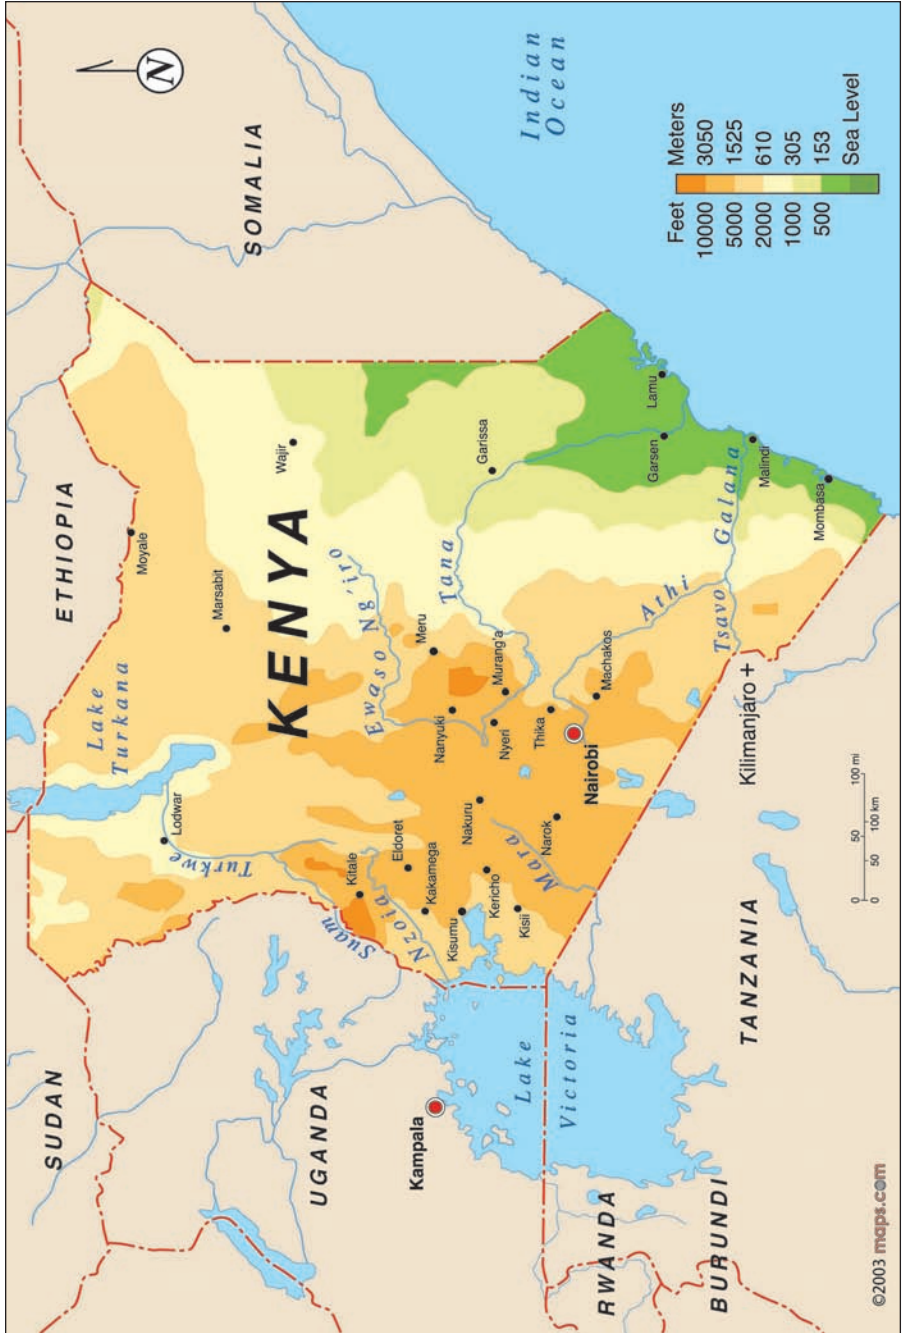 N
SUDAN
ETHIOPIA
SOMALIA
UGANDA
KENYA
RWANDA
BURUNDI
TANZANIA
Indian
Ocean
Lake
Turkana
Lake
Victoria
Turkwe
Suam
Nzoia
Mara
Ewaso Ng'iro
Tana
Athi
Tsavo
Galana
Moyale
Marsabit
Lodwar
Wajir
Kitale
Eldoret
Kakamega
Kisumu
Kericho
Kisii
Nakuru
Narok
Meru
Nanyuki
Murang'a
Nyeri
Thika
Nairobi
Machakos
Garissa
Garsen
Lamu
Malindi
Mombasa
Kampala
Kilimanjaro +
Feet Meters
10000 3050
5000 1525
2000 610
1000 305
500 153
Sea Level
0 50 100 mi
0 50 100 km
©2003 maps.com